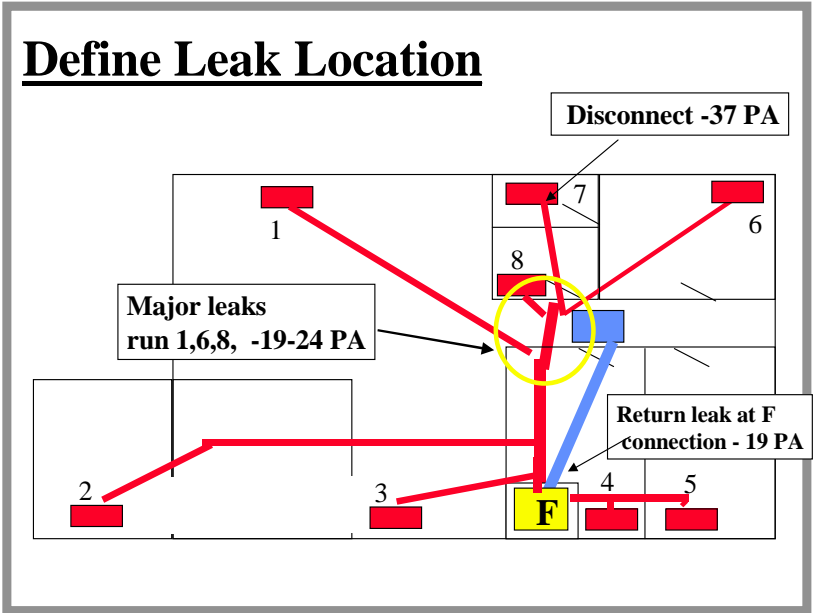 Define Leak Location
Disconnect -37 PA
7
1
6
8
Major leaks
run 1,6,8, -19-24 PA
Return leak at F
connection - 19 PA
2
3
4
5
F